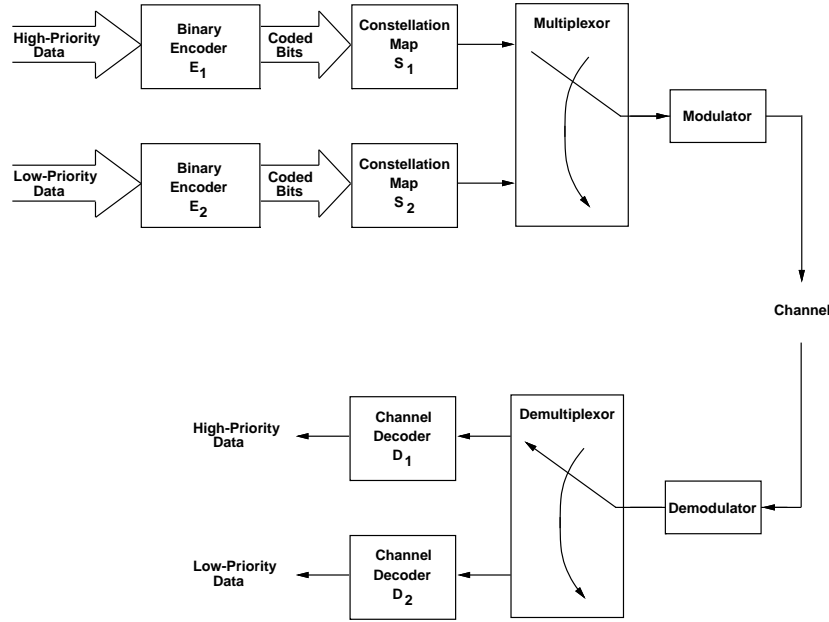 High-Priority
Data
Binary
Encoder
E1
Coded
Bits
Constellation
Map
S1
Multiplexor
Modulator
Low-Priority
Data
Binary
Encoder
E2
Coded
Bits
Constellation
Map
S2
Channel
High-Priority
Data
Channel
Decoder
D1
Demultiplexor
Demodulator
Low-Priority
Data
Channel
Decoder
D2